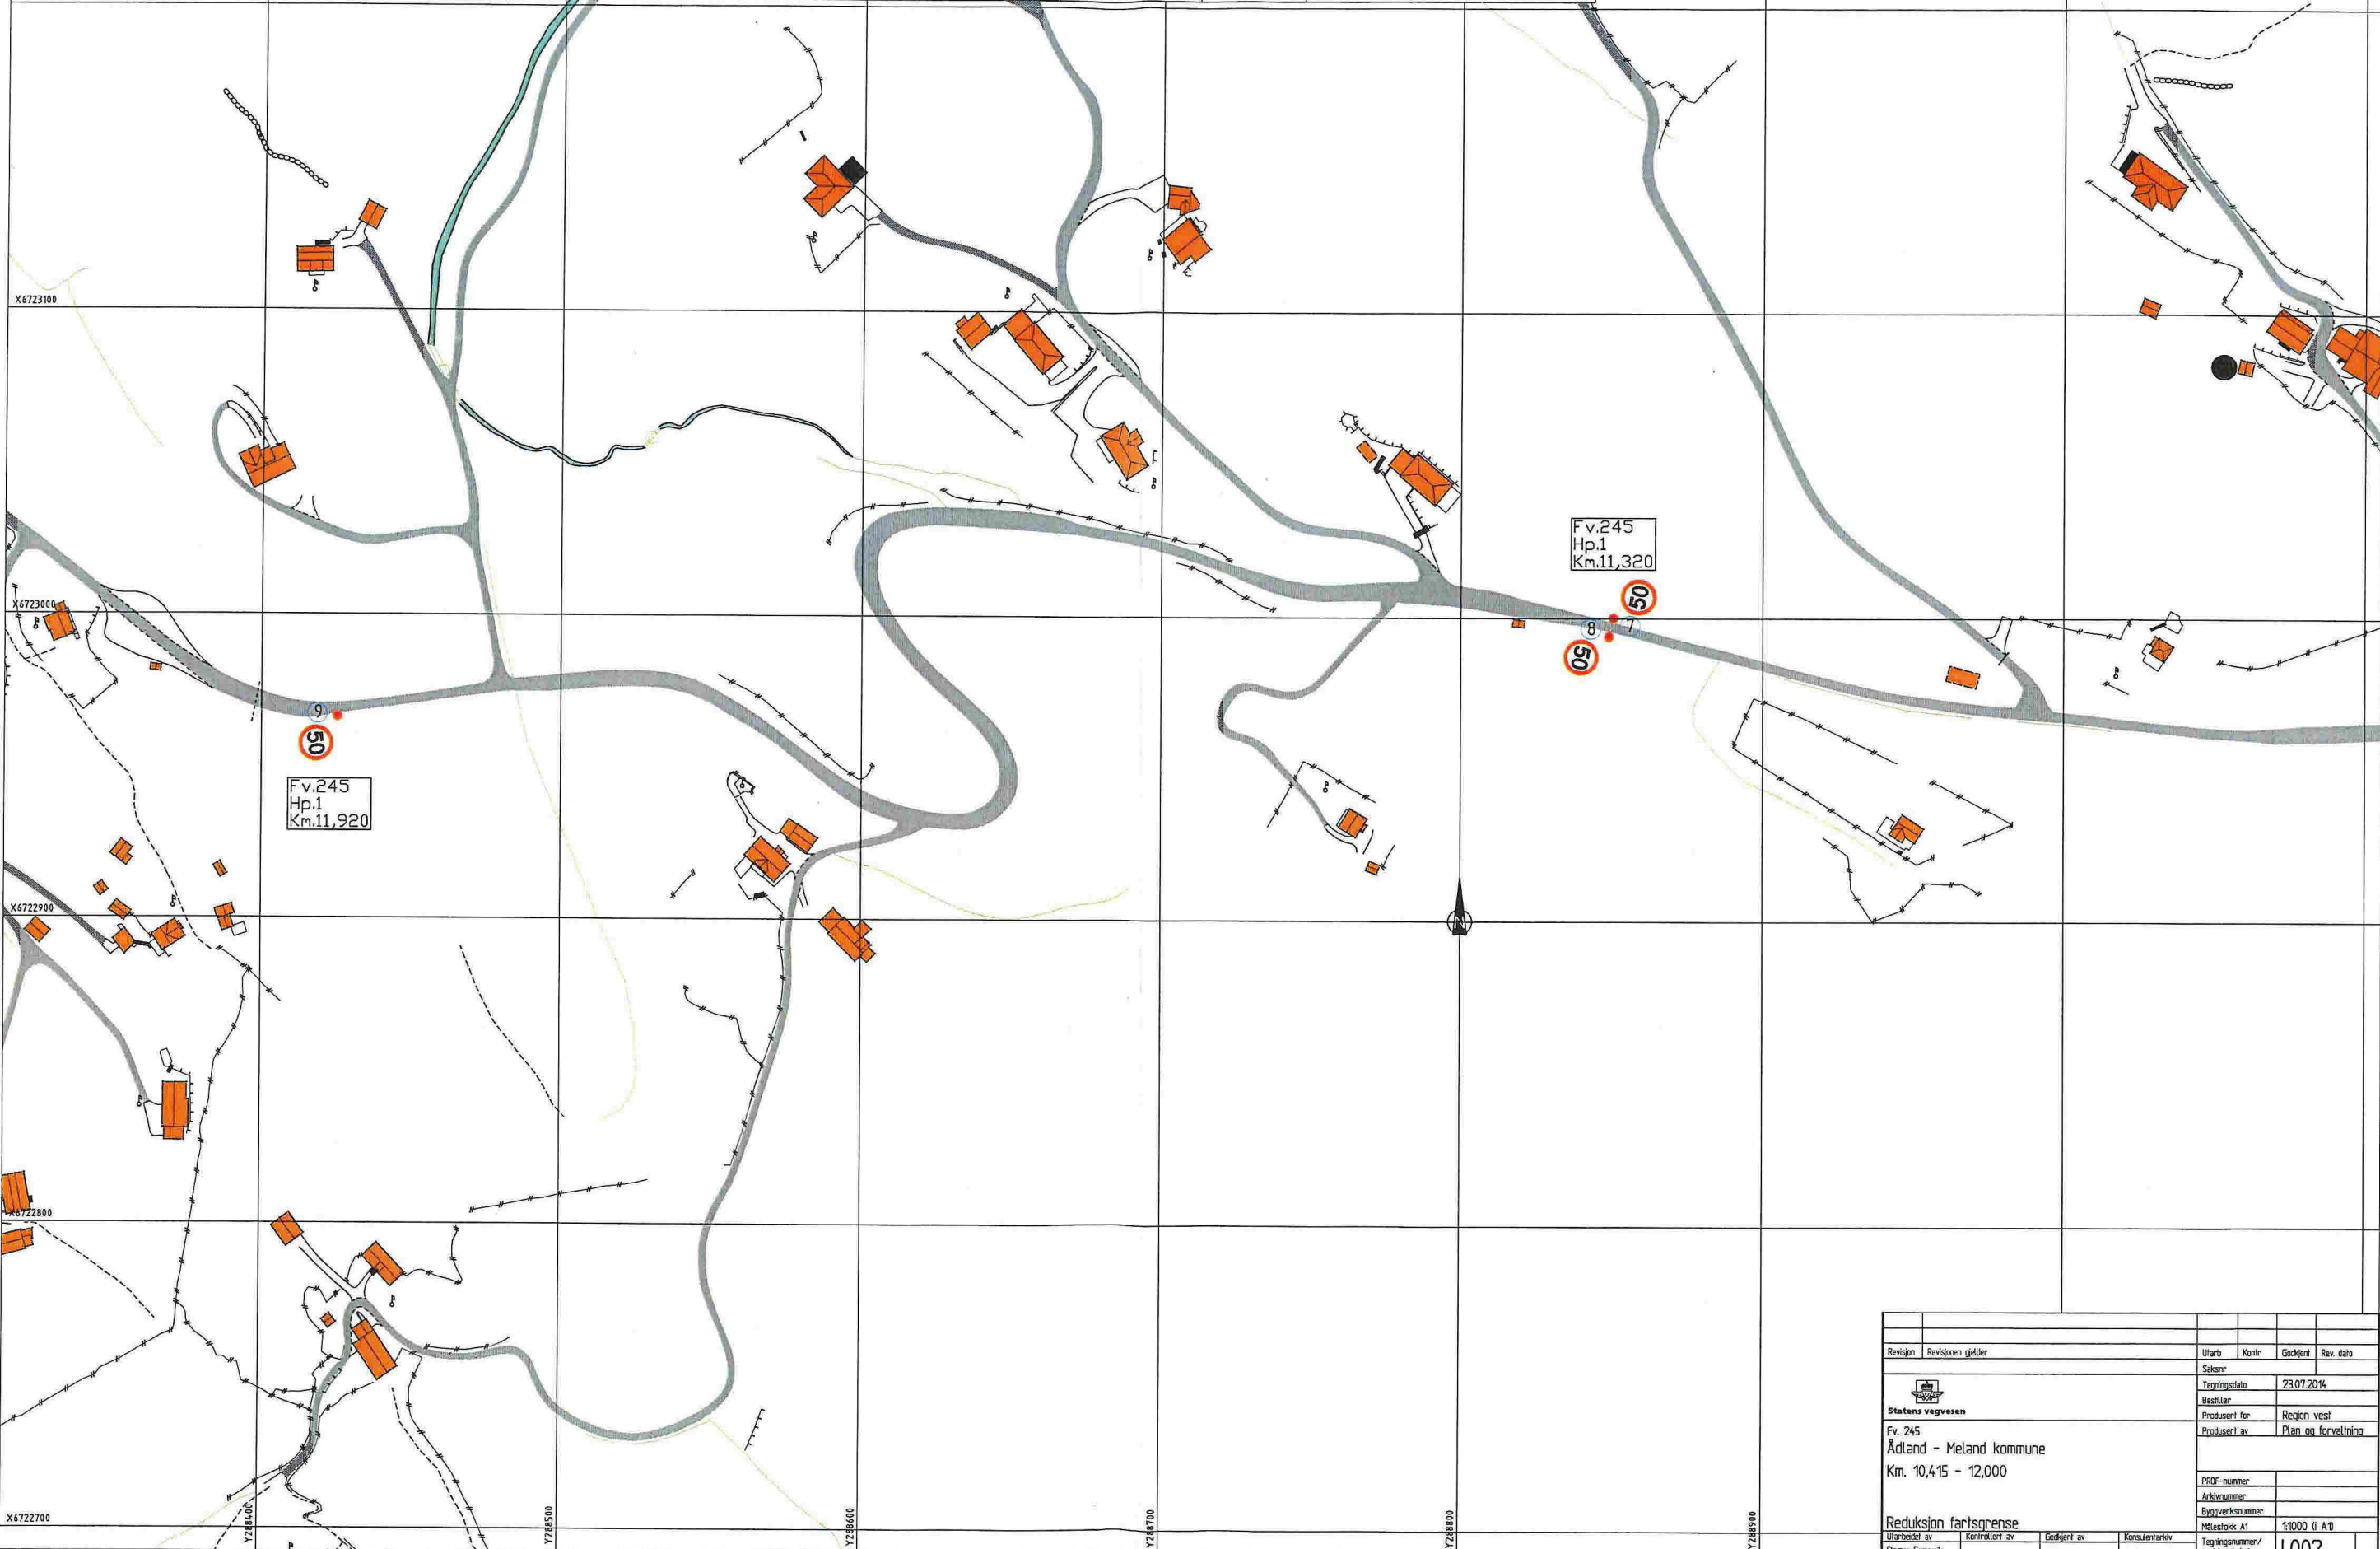 X6723100
Fv.245
Hp.1
Km.11,320
X6723000
50
8
7
50
9
50
Fv.245
Hp.1
Km.11,920
X6722900
N
X6722800
X6722700
Y288400
Y288500
Y288600
Y288700
Y288800
Y288900
Revisjon
Revisjonen gjelder
Utarb
Kontr
Godkjent
Rev. dato
Saksnr
Tegningsdato
23.07.2014
Bestiller
Produsert for
Region vest
Produsert av
Plan og forvaltning
Statens vegvesen
Fv. 245
Ådland - Meland kommune
Km. 10,415 - 12,000
PROF-nummer
Arkivnummer
Byggverksnummer
Målestokk A1
1:1000 (i A1)
Reduksjon fartsgrense
Utarbeidet av
Kontrollert av
Godkjent av
Konsulentarkiv
Tegningsnummer/
L002